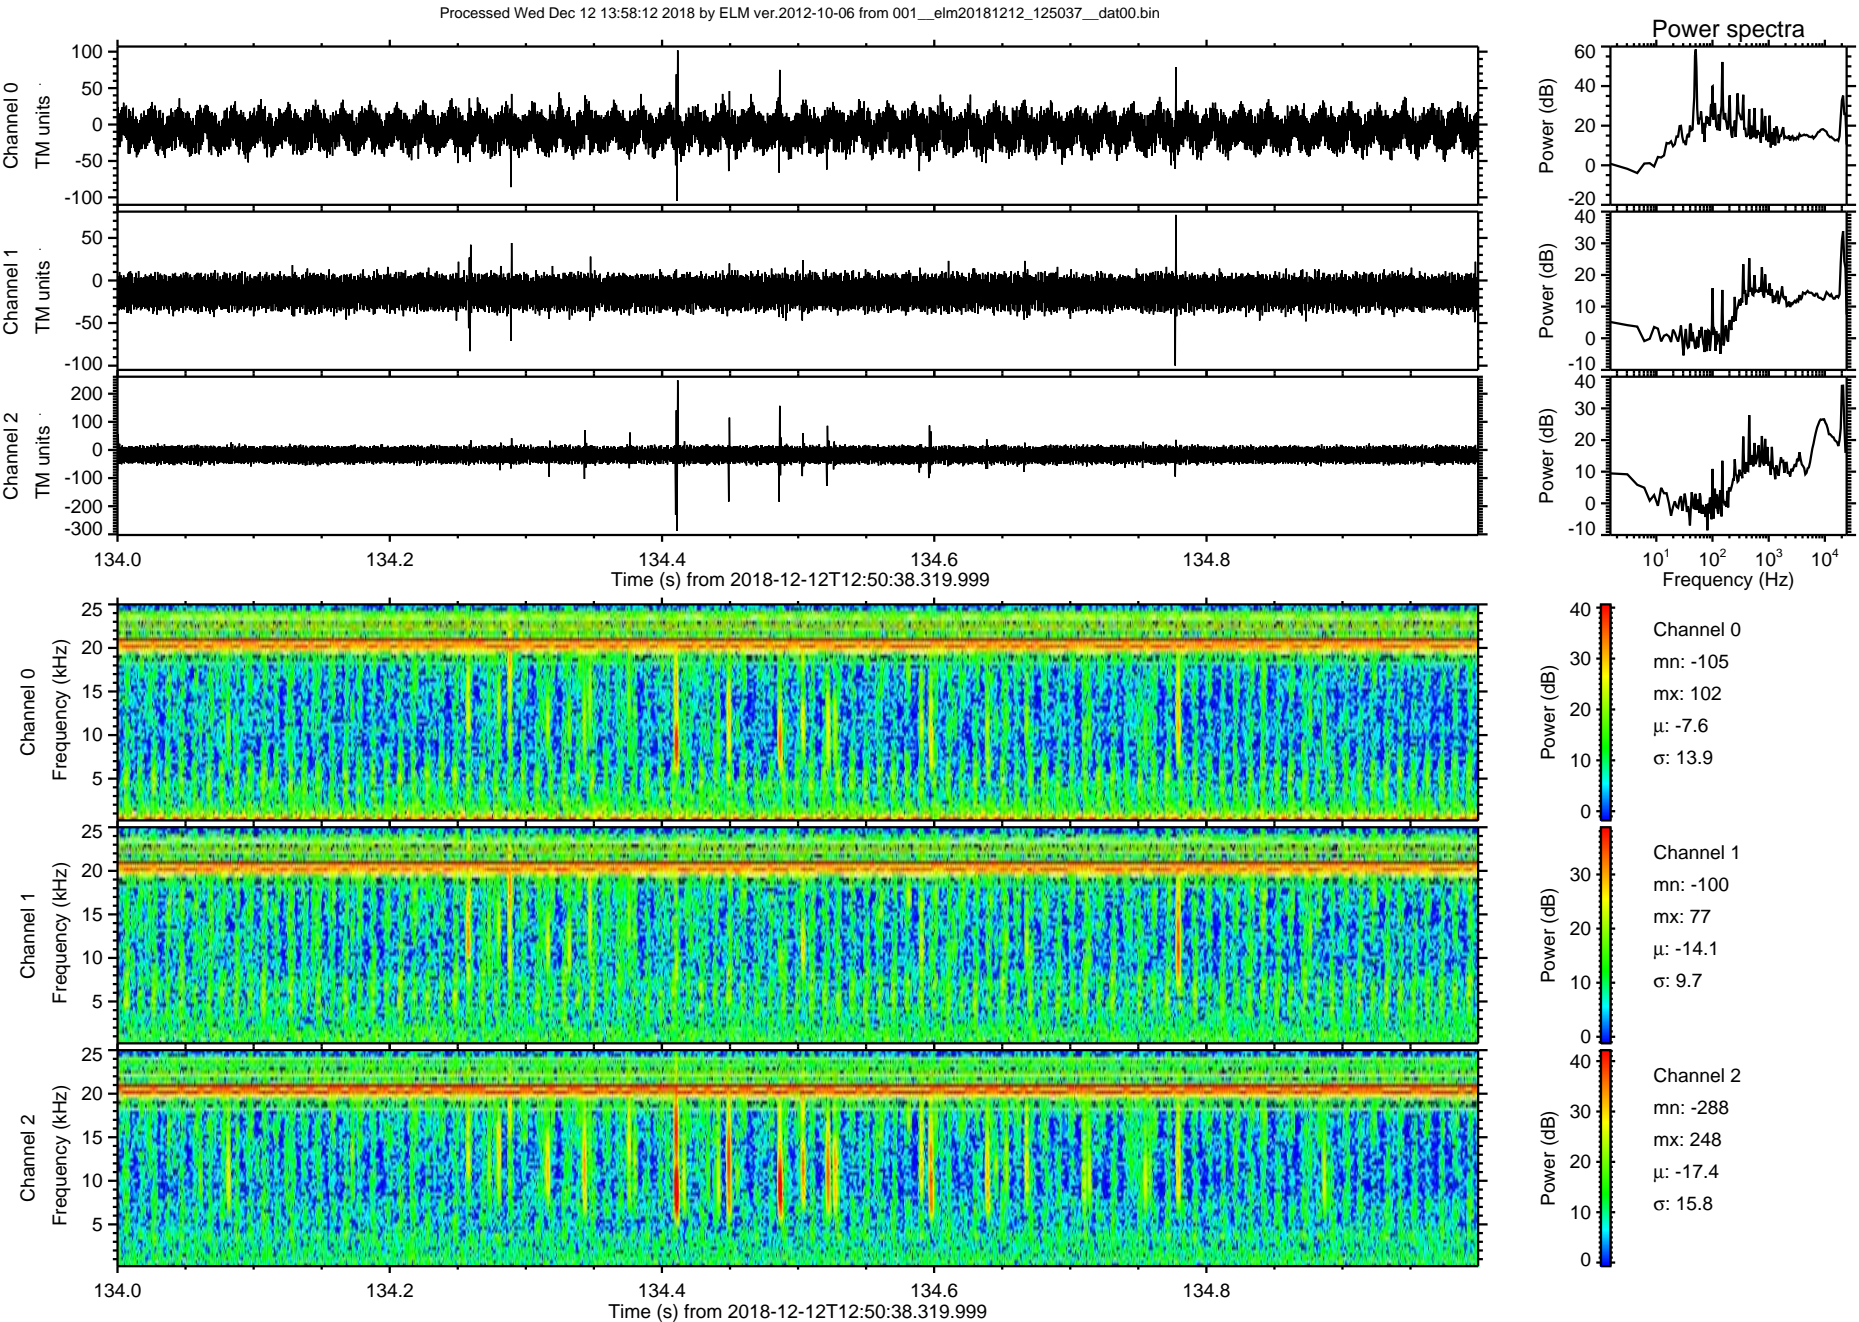 Processed Wed Dec 12 13:58:12 2018 by ELM ver.2012-10-06 from 001__elm20181212_125037__dat00.bin
Power spectra
Channel 0
TM units
100
50
0
-50
-100
Power (dB)
60
40
20
0
-20
Channel 1
TM units
50
0
-50
-100
Power (dB)
40
30
20
10
0
-10
Channel 2
TM units
200
100
0
-100
-200
-300
Power (dB)
40
30
20
10
0
-10
134.0 134.2 134.4 134.6 134.8
Time (s) from 2018-12-12T12:50:38.319.999
10^1 10^2 10^3 10^4
Frequency (Hz)
Channel 0
Frequency (kHz)
25
20
15
10
5
Power (dB)
40
30
20
10
0
Channel 0
mn: -105
mx: 102
μ: -7.6
σ: 13.9
Channel 1
Frequency (kHz)
25
20
15
10
5
Power (dB)
30
20
10
0
Channel 1
mn: -100
mx: 77
μ: -14.1
σ: 9.7
Channel 2
Frequency (kHz)
25
20
15
10
5
Power (dB)
40
30
20
10
0
Channel 2
mn: -288
mx: 248
μ: -17.4
σ: 15.8
134.0 134.2 134.4 134.6 134.8
Time (s) from 2018-12-12T12:50:38.319.999